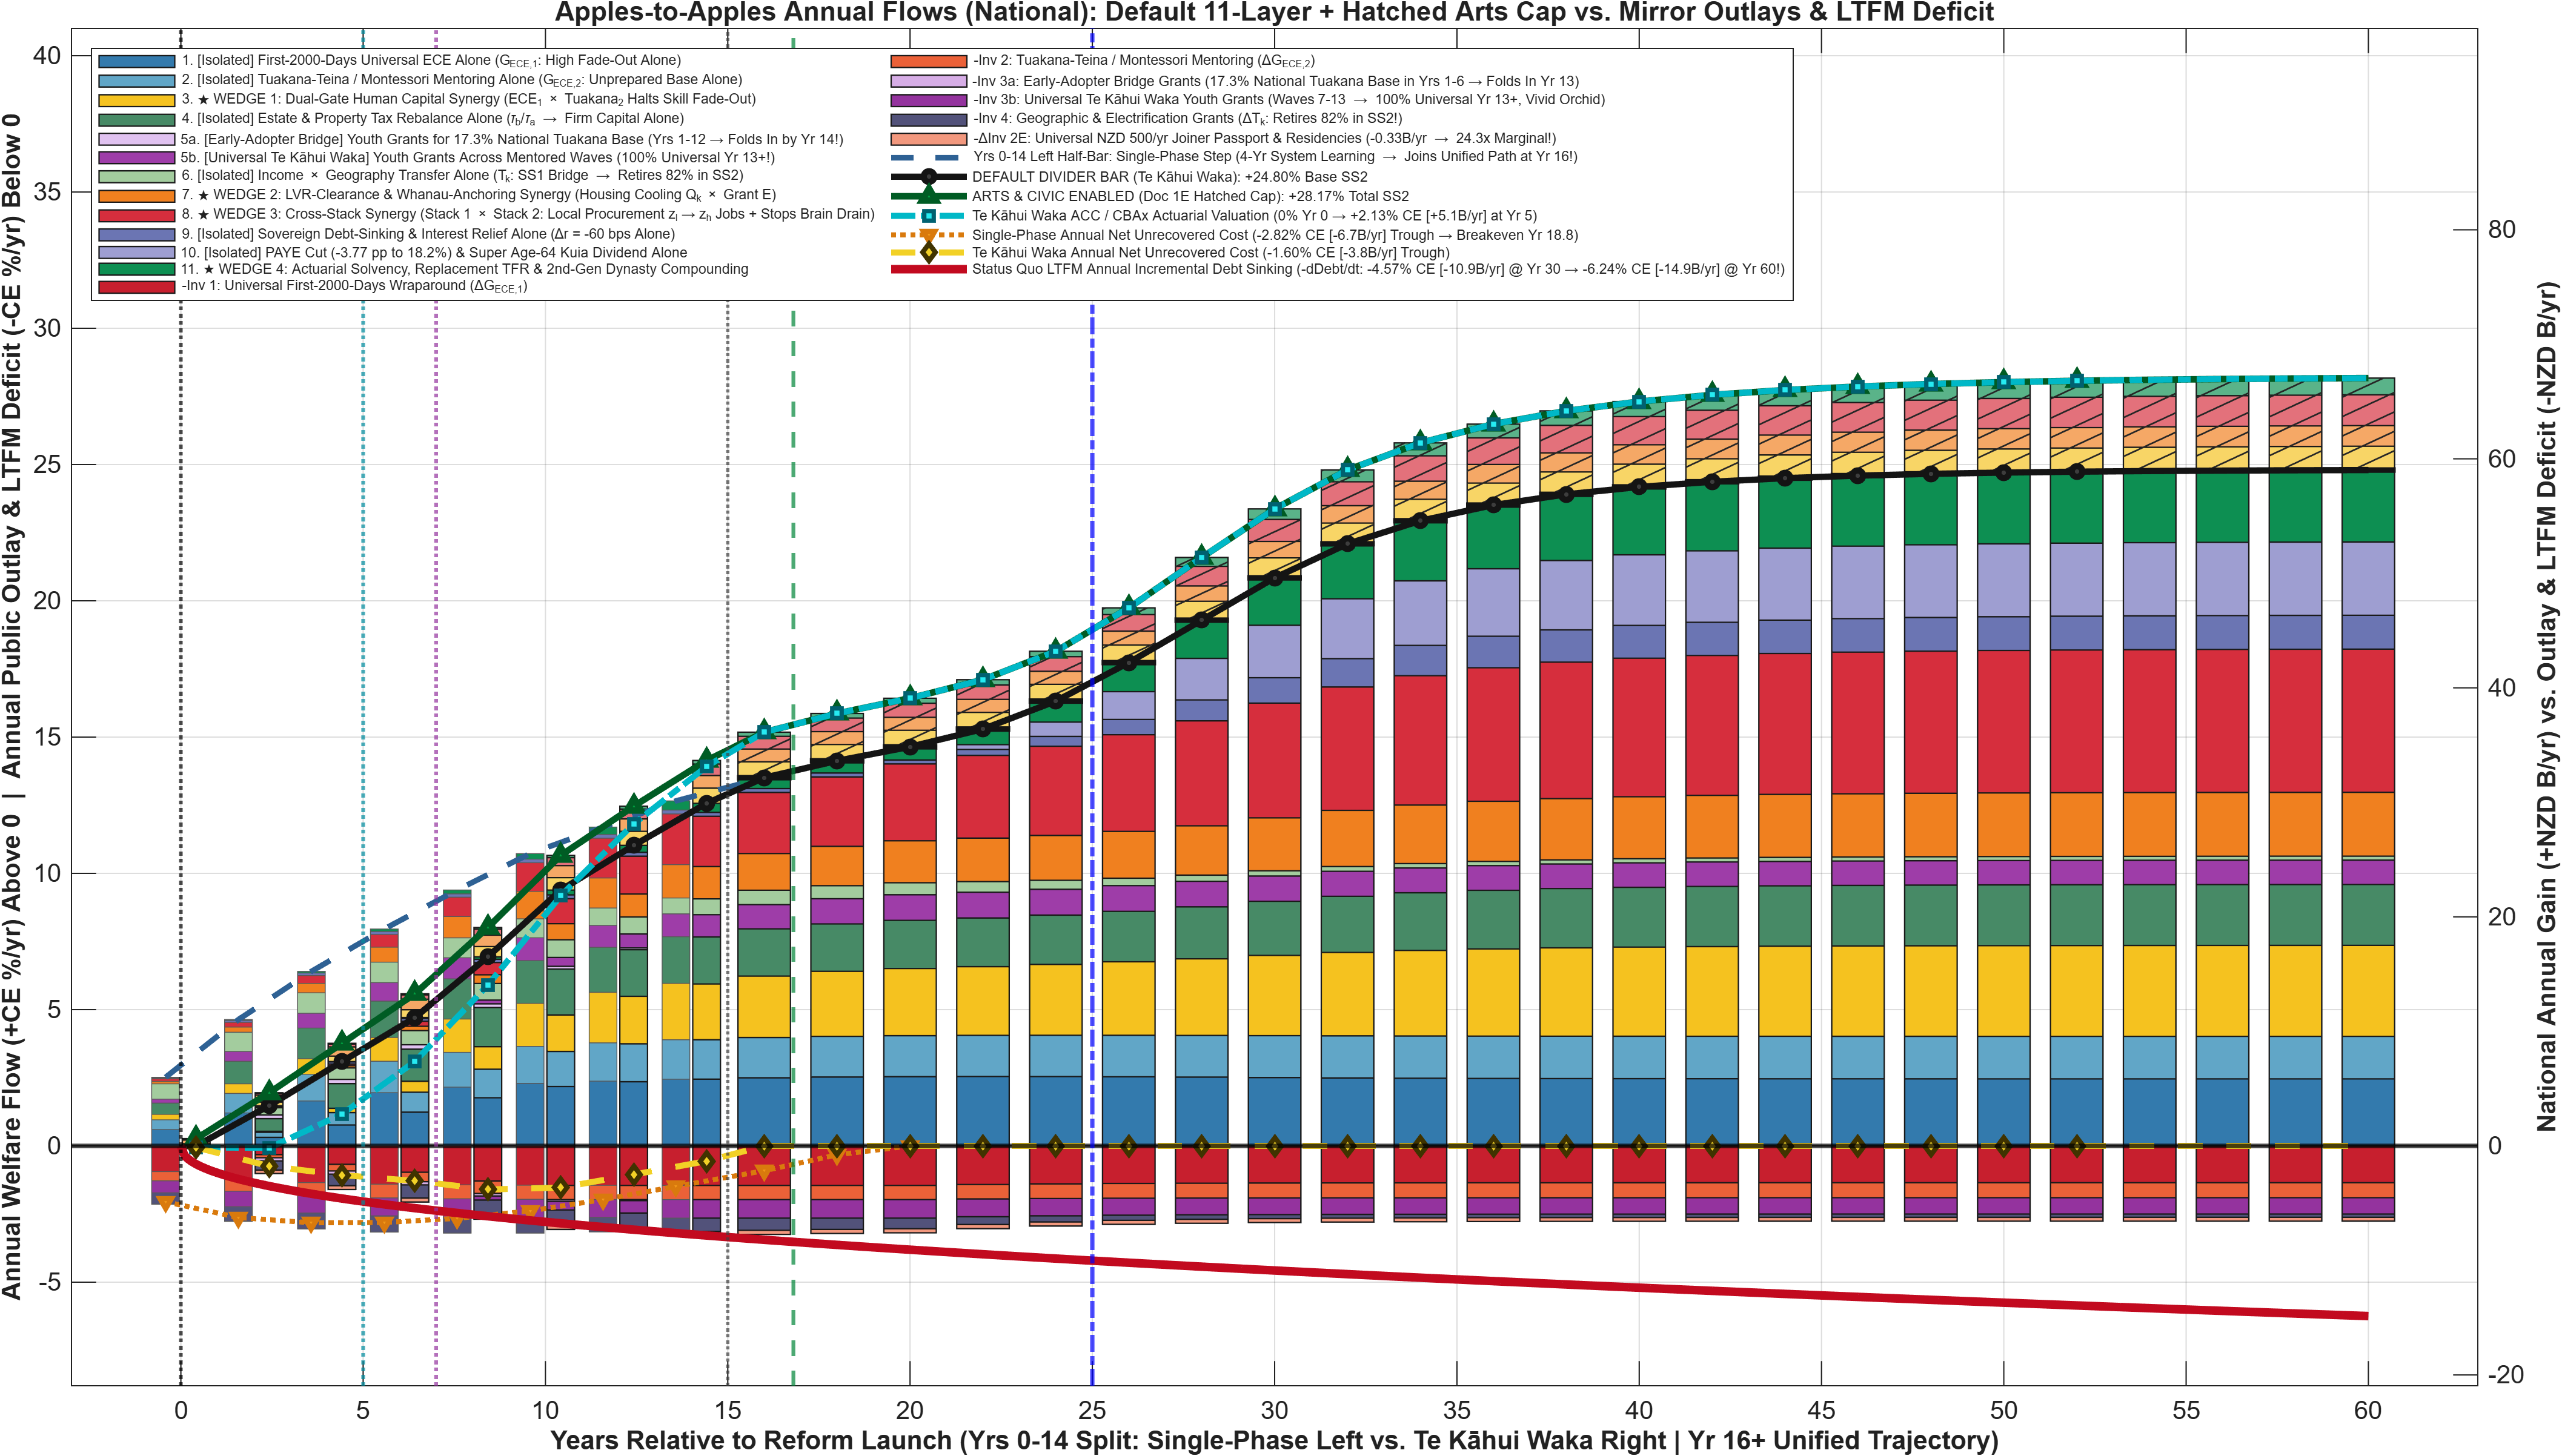 Apples-to-Apples Annual Flows (National): Default 11-Layer + Hatched Arts Cap vs. Mirror Outlays & LTFM Deficit
1. [Isolated] First-2000-Days Universal ECE Alone (G_ECE,1: High Fade-Out Alone)
2. [Isolated] Tuakana-Teina / Montessori Mentoring Alone (G_ECE,2: Unprepared Base Alone)
3. ★ WEDGE 1: Dual-Gate Human Capital Synergy (ECE₁ × Tuakana₂ Halts Skill Fade-Out)
4. [Isolated] Estate & Property Tax Rebalance Alone (τ_b/τ_a → Firm Capital Alone)
5a. [Early-Adopter Bridge] Youth Grants for 17.3% National Tuakana Base (Yrs 1-12 → Folds In by Yr 14!)
5b. [Universal Te Kāhui Waka] Youth Grants Across Mentored Waves (100% Universal Yr 13+!)
6. [Isolated] Income × Geography Transfer Alone (T_k: SS1 Bridge → Retires 82% in SS2)
7. ★ WEDGE 2: LVR-Clearance & Whanau-Anchoring Synergy (Housing Cooling Q_k × Grant E)
8. ★ WEDGE 3: Cross-Stack Synergy (Stack 1 × Stack 2: Local Procurement z_l → z_h Jobs + Stops Brain Drain)
9. [Isolated] Sovereign Debt-Sinking & Interest Relief Alone (Δr = -60 bps Alone)
10. [Isolated] PAYE Cut (-3.77 pp to 18.2%) & Super Age-64 Kuia Dividend Alone
11. ★ WEDGE 4: Actuarial Solvency, Replacement TFR & 2nd-Gen Dynasty Compounding
-Inv 1: Universal First-2000-Days Wraparound (ΔG_ECE,1)
-Inv 2: Tuakana-Teina / Montessori Mentoring (ΔG_ECE,2)
-Inv 3a: Early-Adopter Bridge Grants (17.3% National Tuakana Base in Yrs 1-6 → Folds In Yr 13)
-Inv 3b: Universal Te Kāhui Waka Youth Grants (Waves 7-13 → 100% Universal Yr 13+, Vivid Orchid)
-Inv 4: Geographic & Electrification Grants (ΔT_k: Retires 82% in SS2!)
-ΔInv 2E: Universal NZD 500/yr Joiner Passport & Residencies (-0.33B/yr → 24.3x Marginal!)
Yrs 0-14 Left Half-Bar: Single-Phase Step (4-Yr System Learning → Joins Unified Path at Yr 16!)
DEFAULT DIVIDER BAR (Te Kāhui Waka): +24.80% Base SS2
ARTS & CIVIC ENABLED (Doc 1E Hatched Cap): +28.17% Total SS2
Te Kāhui Waka ACC / CBAx Actuarial Valuation (0% Yr 0 → +2.13% CE [+5.1B/yr] at Yr 5)
Single-Phase Annual Net Unrecovered Cost (-2.82% CE [-6.7B/yr] Trough → Breakeven Yr 18.8)
Te Kāhui Waka Annual Net Unrecovered Cost (-1.60% CE [-3.8B/yr] Trough)
Status Quo LTFM Annual Incremental Debt Sinking (-dDebt/dt: -4.57% CE [-10.9B/yr] @ Yr 30 → -6.24% CE [-14.9B/yr] @ Yr 60!)
Annual Welfare Flow (+CE %/yr) Above 0 | Annual Public Outlay & LTFM Deficit (-CE %/yr) Below 0
40
35
30
25
20
15
10
5
0
-5
National Annual Gain (+NZD B/yr) vs. Outlay & LTFM Deficit (-NZD B/yr)
80
60
40
20
0
-20
0 5 10 15 20 25 30 35 40 45 50 55 60
Years Relative to Reform Launch (Yrs 0-14 Split: Single-Phase Left vs. Te Kāhui Waka Right | Yr 16+ Unified Trajectory)